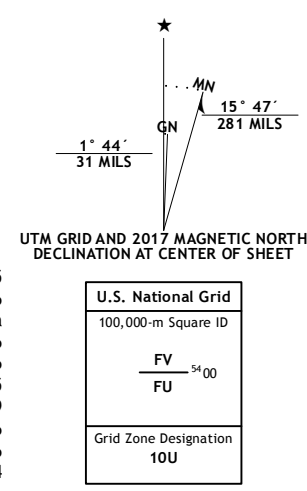 ★
MN
15° 47´
281 MILS
GN
1° 44´
31 MILS
UTM GRID AND 2017 MAGNETIC NORTH
DECLINATION AT CENTER OF SHEET
U.S. National Grid
100,000-m Square ID
FV
5400
FU
Grid Zone Designation
10U